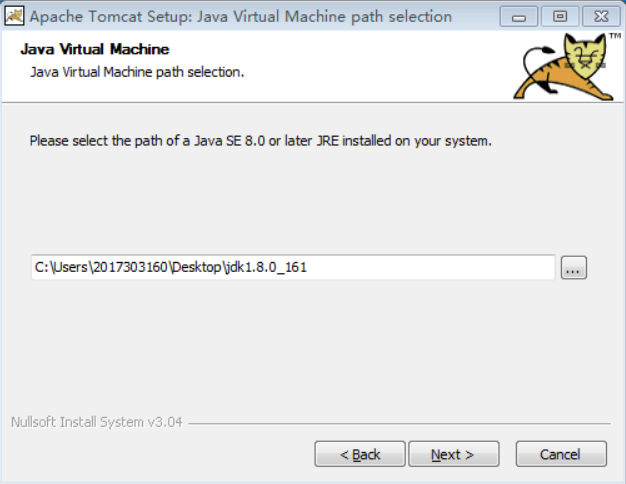 Apache Tomcat Setup: Java Virtual Machine path selection
Java Virtual Machine
Java Virtual Machine path selection.
TM
Please select the path of a Java SE 8.0 or later JRE installed on your system.
C:\Users\2017303160\Desktop\jdk1.8.0_161
...
Nullsoft Install System v3.04
< Back
Next >
Cancel